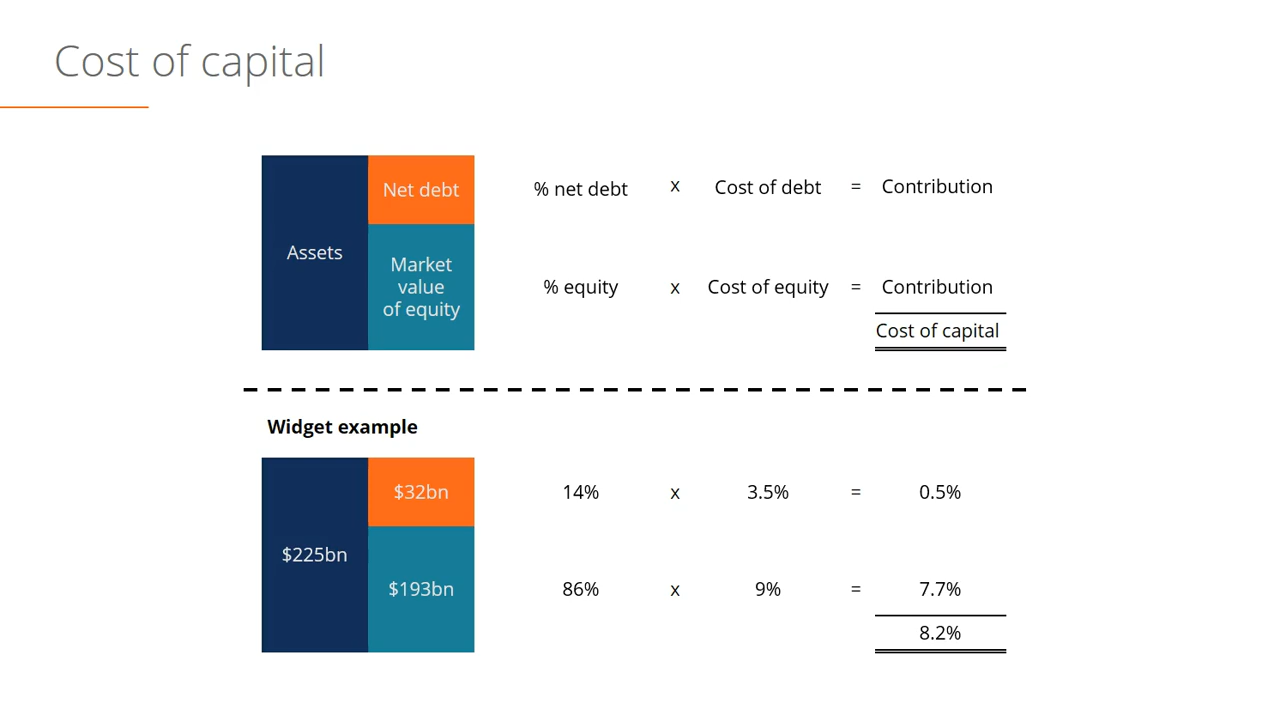 Cost of capital
Net debt
% net debt x Cost of debt = Contribution
Assets
Market
value
of equity
% equity x Cost of equity = Contribution
Cost of capital
Widget example
$32bn
14% x 3.5% = 0.5%
$225bn
$193bn
86% x 9% = 7.7%
8.2%